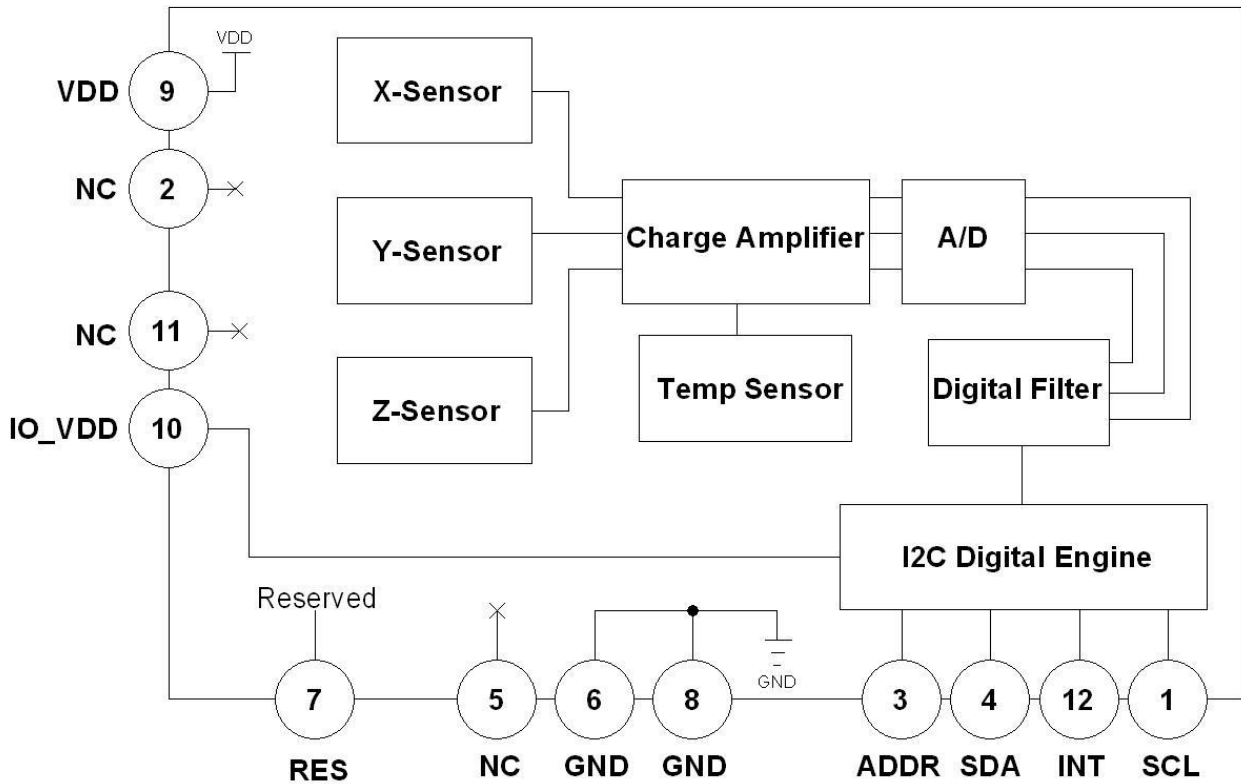 VDD
VDD
9
X-Sensor
NC
2
Y-Sensor
Charge Amplifier
A/D
NC
11
Temp Sensor
Digital Filter
Z-Sensor
IO_VDD
10
I2C Digital Engine
Reserved
GND
7
5
6
8
3
4
12
1
RES
NC
GND
GND
ADDR
SDA
INT
SCL